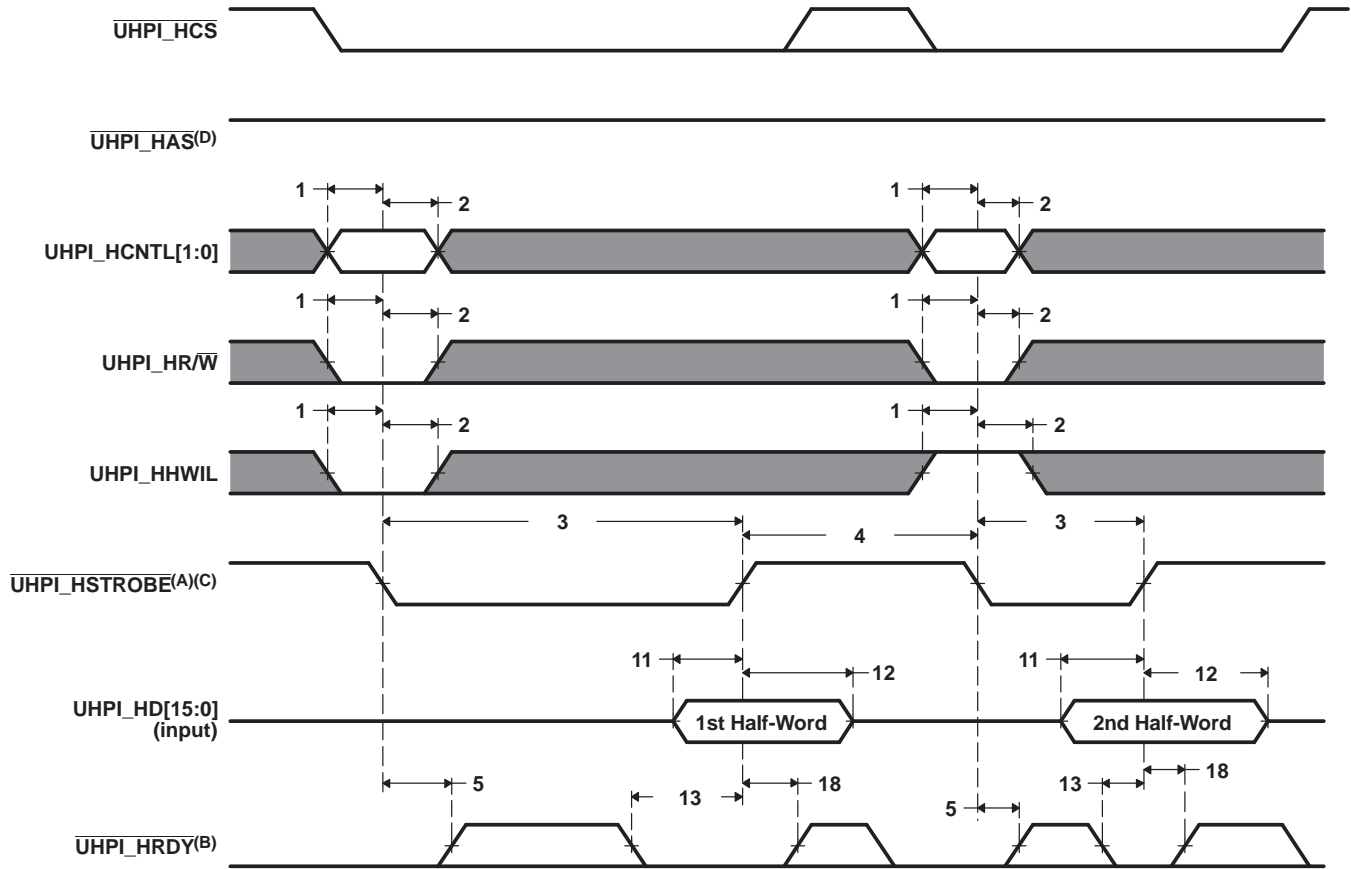 UHPI_HCS
UHPI_HAS(D)
1
2
1
2
UHPI_HCNTL[1:0]
1
2
1
2
UHPI_HR/W
1
2
1
2
UHPI_HHWIL
3
4
3
UHPI_HSTROBE(A)(C)
11
12
11
12
UHPI_HD[15:0]
(input)
1st Half-Word
2nd Half-Word
5
13
18
5
13
18
UHPI_HRDY(B)